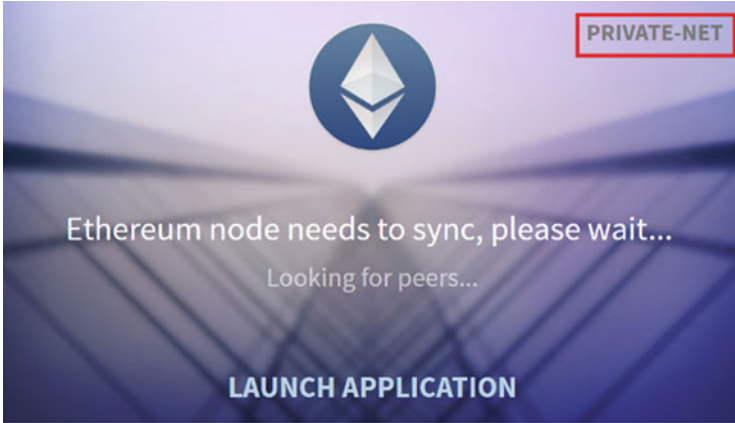 PRIVATE-NET
Ethereum node needs to sync, please wait...
Looking for peers...
LAUNCH APPLICATION